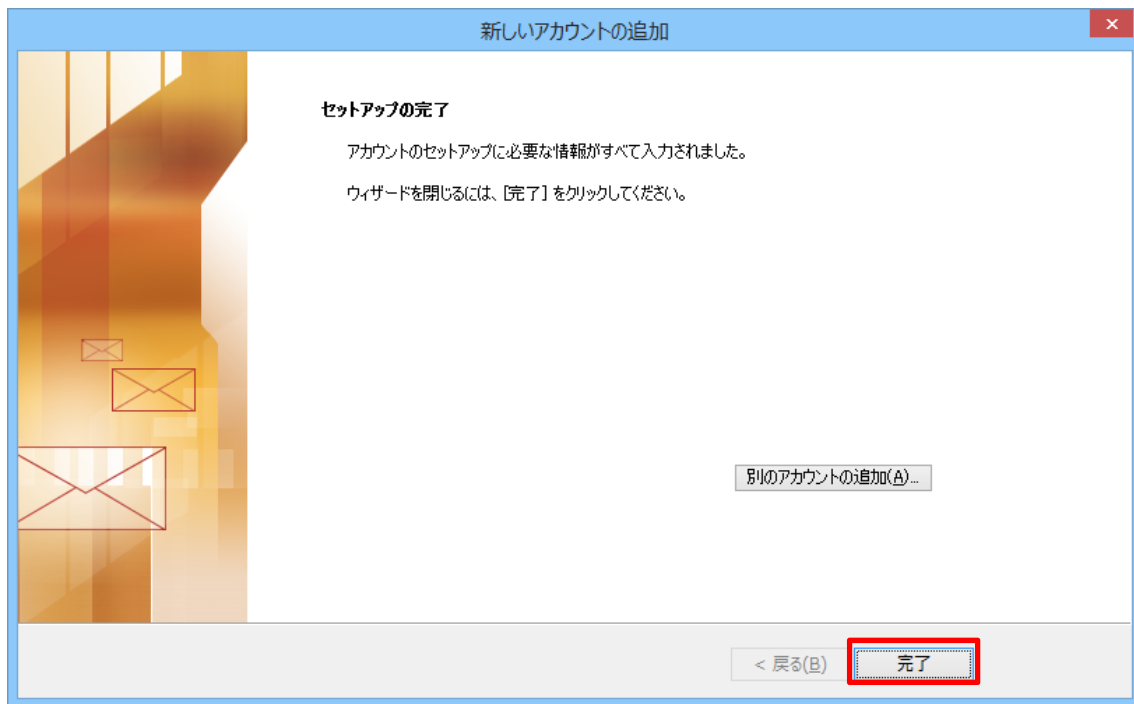 新しいアカウントの追加
×
セットアップの完了
アカウントのセットアップに必要な情報がすべて入力されました。
ウィザードを閉じるには、[完了] をクリックしてください。
別のアカウントの追加(A)...
< 戻る(B)
完了